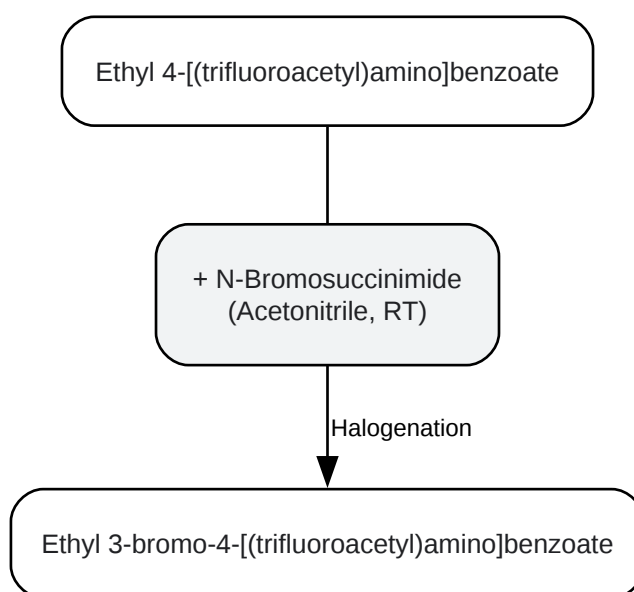 Ethyl 4-[(trifluoroacetyl)amino]benzoate
+ N-Bromosuccinimide
(Acetonitrile, RT)
Halogenation
Ethyl 3-bromo-4-[(trifluoroacetyl)amino]benzoate